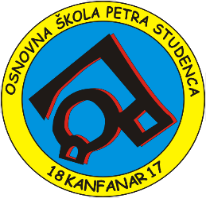 OSNOVNA ŠKOLA PETRA STUDENCA
18 KANFANAR 17